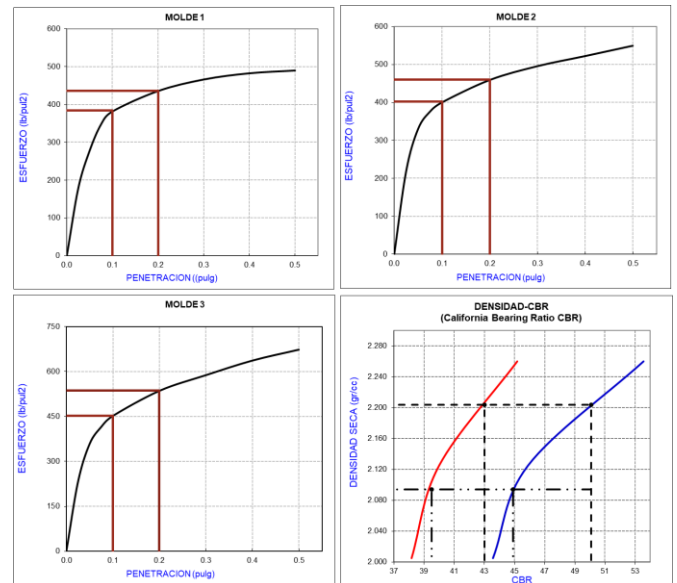 MOLDE 1
ESFUERZO (lb/pul2)
600
500
400
300
200
100
0
0.0 0.1 0.2 0.3 0.4 0.5
PENETRACION ((pulg)
MOLDE 2
ESFUERZO (lb/pul2)
600
500
400
300
200
100
0
0.0 0.1 0.2 0.3 0.4 0.5
PENETRACION (pulg)
MOLDE 3
ESFUERZO (lb/pul2)
750
600
450
300
150
0
0.0 0.1 0.2 0.3 0.4 0.5
PENETRACION (pulg)
DENSIDAD-CBR
(California Bearing Ratio CBR)
DENSIDAD SECA (gr/cc)
2.280
2.240
2.200
2.160
2.120
2.080
2.040
2.000
37 39 41 43 45 47 49 51 53
CBR